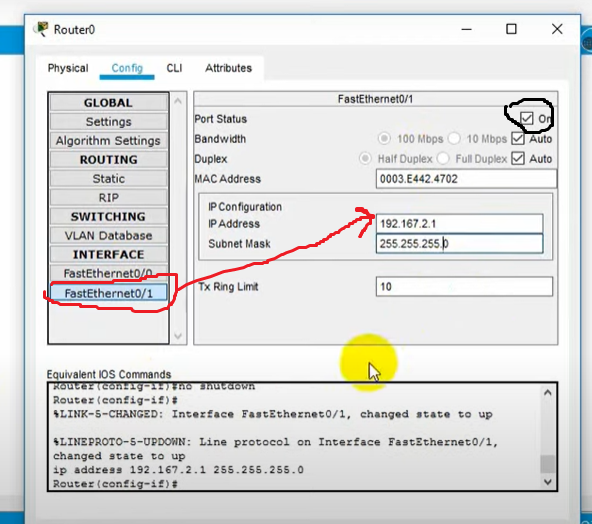 Router0
Physical Config CLI Attributes
GLOBAL
Settings
Algorithm Settings
ROUTING
Static
RIP
SWITCHING
VLAN Database
INTERFACE
FastEthernet0/0
FastEthernet0/1
FastEthernet0/1
Port Status On
Bandwidth 100 Mbps 10 Mbps Auto
Duplex Half Duplex Full Duplex Auto
MAC Address 0003.E442.4702
IP Configuration
IP Address 192.167.2.1
Subnet Mask 255.255.255.0
Tx Ring Limit 10
Equivalent IOS Commands
Router(config-if)#no shutdown
Router(config-if)#
%LINK-5-CHANGED: Interface FastEthernet0/1, changed state to up
%LINEPROTO-5-UPDOWN: Line protocol on Interface FastEthernet0/1,
changed state to up
ip address 192.167.2.1 255.255.255.0
Router(config-if)#